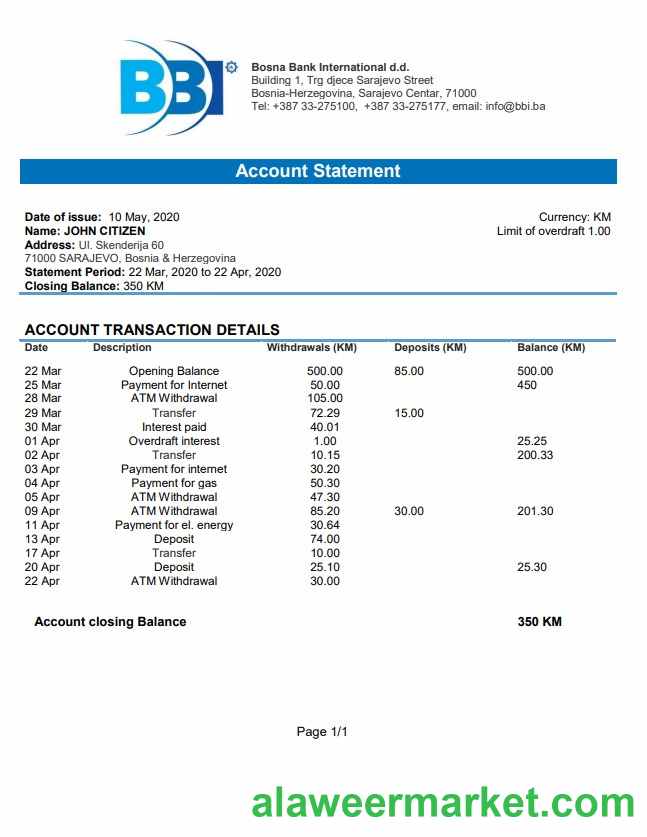 BBI
Bosna Bank International d.d.
Building 1, Trg djece Sarajevo Street
Bosnia-Herzegovina, Sarajevo Centar, 71000
Tel: +387 33-275100, +387 33-275177, email: info@bbi.ba
Account Statement
Date of issue: 10 May, 2020 Currency: KM
Name: JOHN CITIZEN Limit of overdraft 1.00
Address: Ul. Skenderija 60
71000 SARAJEVO, Bosnia & Herzegovina
Statement Period: 22 Mar, 2020 to 22 Apr, 2020
Closing Balance: 350 KM
ACCOUNT TRANSACTION DETAILS
Date Description Withdrawals (KM) Deposits (KM) Balance (KM)
22 Mar Opening Balance 500.00 85.00 500.00
25 Mar Payment for Internet 50.00 450
28 Mar ATM Withdrawal 105.00
29 Mar Transfer 72.29 15.00
30 Mar Interest paid 40.01
01 Apr Overdraft interest 1.00 25.25
02 Apr Transfer 10.15 200.33
03 Apr Payment for internet 30.20
04 Apr Payment for gas 50.30
05 Apr ATM Withdrawal 47.30
09 Apr ATM Withdrawal 85.20 30.00 201.30
11 Apr Payment for el. energy 30.64
13 Apr Deposit 74.00
17 Apr Transfer 10.00
20 Apr Deposit 25.10 25.30
22 Apr ATM Withdrawal 30.00
Account closing Balance 350 KM
Page 1/1
alaweermarket.com